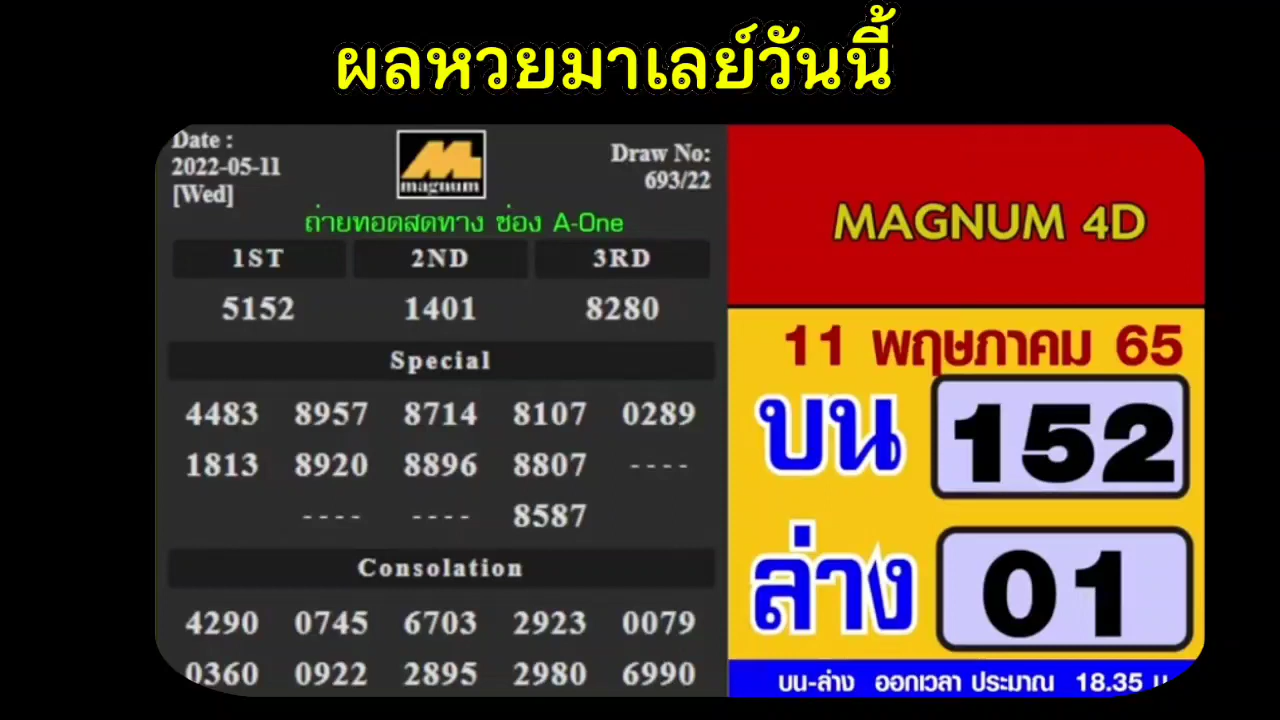 ผลหวยมาเลย์วันนี้
Date :
2022-05-11
[Wed]
magnum
Draw No:
693/22
ถ่ายทอดสดทาง ช่อง A-One
1ST 2ND 3RD
5152 1401 8280
Special
4483 8957 8714 8107 0289
1813 8920 8896 8807 ----
---- ---- 8587
Consolation
4290 0745 6703 2923 0079
0360 0922 2895 2980 6990
MAGNUM 4D
11 พฤษภาคม 65
บน 152
ล่าง 01
บน-ล่าง ออกเวลา ประมาณ 18.35